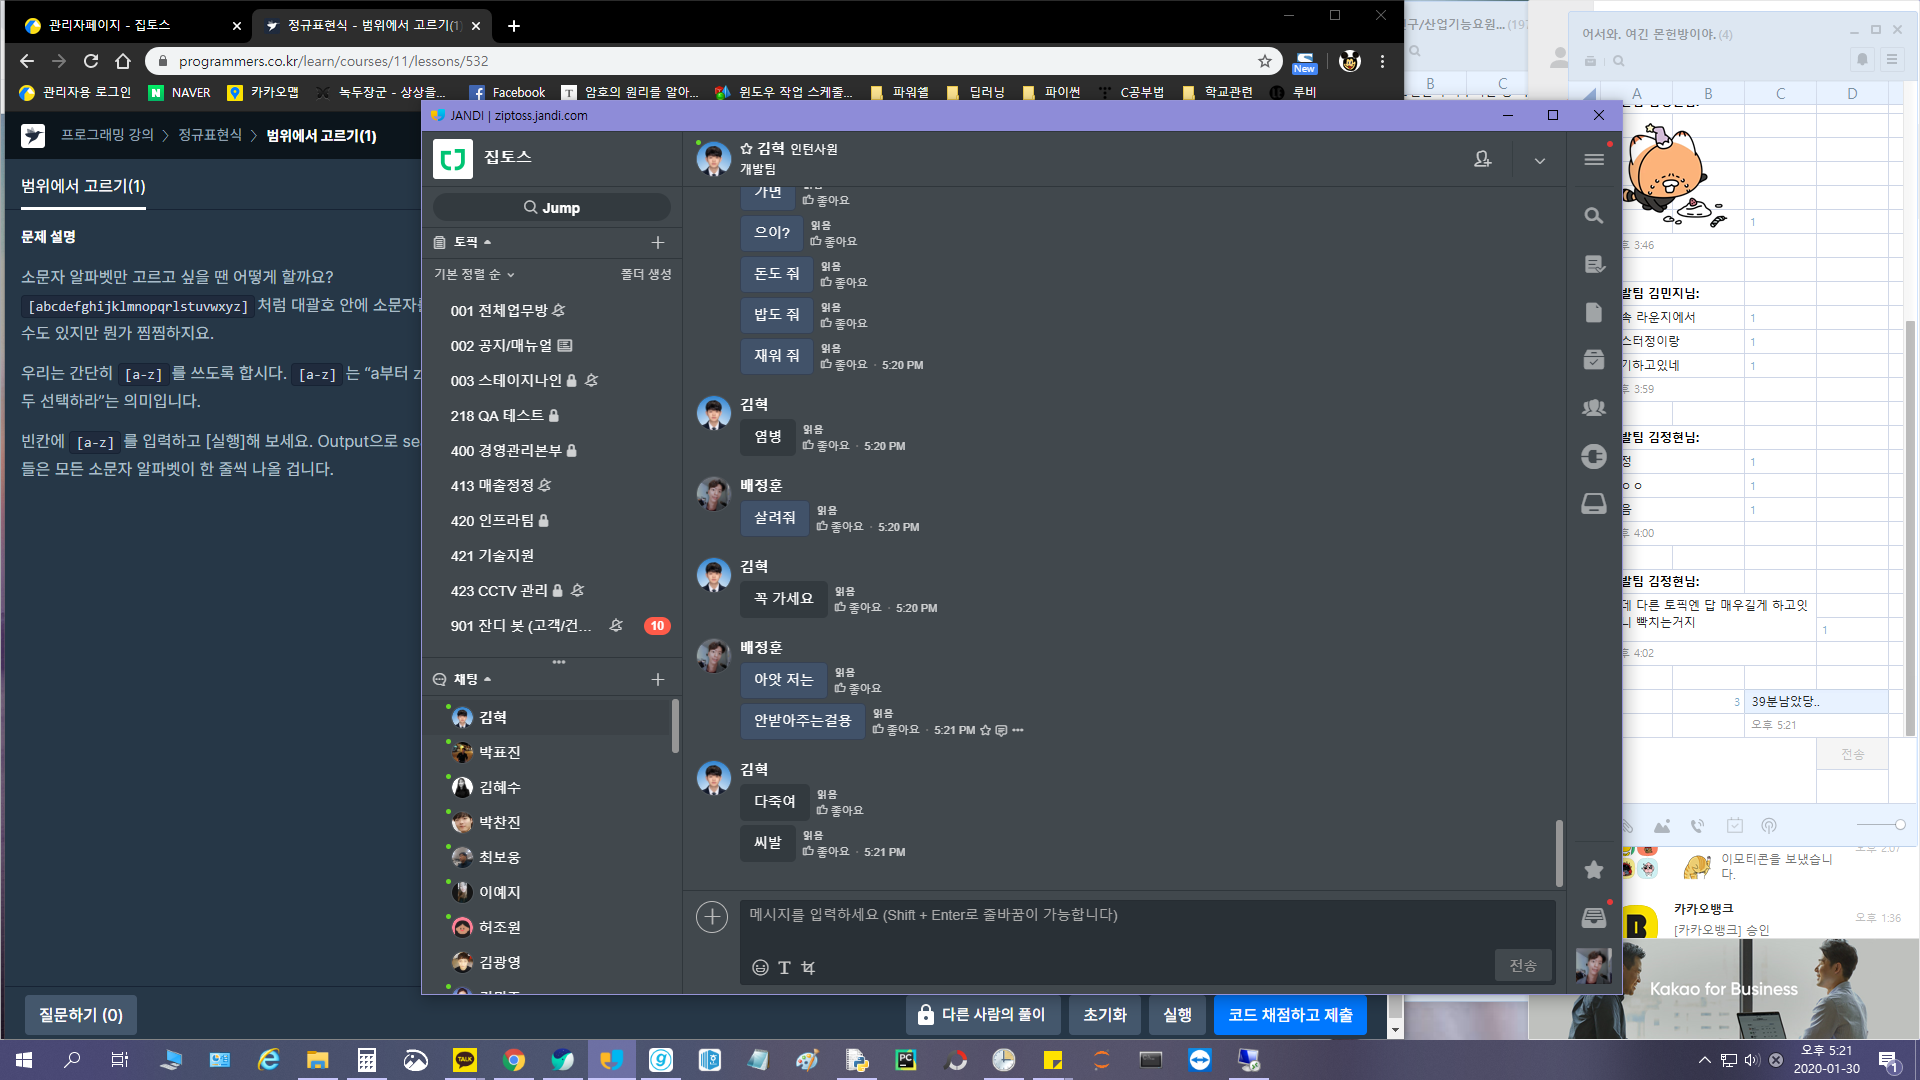 관리자페이지 - 집토스
정규표현식 - 범위에서 고르기(1)
programmers.co.kr/learn/courses/11/lessons/532
New
관리자용 로그인
NAVER
카카오맵
녹두장군 - 상상을...
Facebook
암호의 원리를 알아...
윈도우 작업 스케줄...
파워쉘
딥러닝
파이썬
C공부법
학교관련
루비
프로그래밍 강의 > 정규표현식 > 범위에서 고르기(1)
범위에서 고르기(1)
문제 설명
소문자 알파벳만 고르고 싶을 땐 어떻게 할까요?
[abcdefghijklmnopqrlstuvwxyz] 처럼 대괄호 안에 소문자를
수도 있지만 뭔가 찜찜하지요.
우리는 간단히 [a-z] 를 쓰도록 합시다. [a-z] 는 “a부터 z
두 선택하라”는 의미입니다.
빈칸에 [a-z] 를 입력하고 [실행]해 보세요. Output으로 se
들은 모든 소문자 알파벳이 한 줄씩 나올 겁니다.
질문하기 (0)
다른 사람의 풀이
초기화
실행
코드 채점하고 제출
JANDI | ziptoss.jandi.com
집토스
Jump
토픽
기본 정렬 순
폴더 생성
001 전체업무방
002 공지/매뉴얼
003 스테이지나인
218 QA 테스트
400 경영관리본부
413 매출정정
420 인프라팀
421 기술지원
423 CCTV 관리
901 잔디 봇 (고객/건...
10
채팅
김혁
박표진
김혜수
박찬진
최보웅
이예지
허조원
김광영
김혁 인턴사원
개발팀
가면
좋아요
으이?
읽음
좋아요
돈도 줘
읽음
좋아요
밥도 줘
읽음
좋아요
재워 줘
읽음
좋아요 · 5:20 PM
김혁
염병
읽음
좋아요 · 5:20 PM
배정훈
살려줘
읽음
좋아요 · 5:20 PM
김혁
꼭 가세요
읽음
좋아요 · 5:20 PM
배정훈
아앗 저는
읽음
좋아요
안받아주는걸용
읽음
좋아요 · 5:21 PM
김혁
다죽여
읽음
좋아요
씨발
읽음
좋아요 · 5:21 PM
메시지를 입력하세요 (Shift + Enter로 줄바꿈이 가능합니다)
전송
구/산업기능요원... (197
B C
어서와. 여긴 몬헌방이야. (4)
A B C D
1
후 3:46
발팀 김민지님:
속 라운지에서 1
스터정이랑 1
기하고있네 1
후 3:59
발팀 김정현님:
정 1
ㅇㅇ 1
음 1
후 4:00
발팀 김정현님:
데 다른 토픽엔 답 매우길게 하고잇
니 빡치는거지
1
후 4:02
3 39분남았당..
오후 5:21
전송
이모티콘을 보냈습니
다.
오후 2:07
카카오뱅크
오후 1:36
[카카오뱅크] 승인
Kakao for Business
TALK
PC
오후 5:21
2020-01-30
1